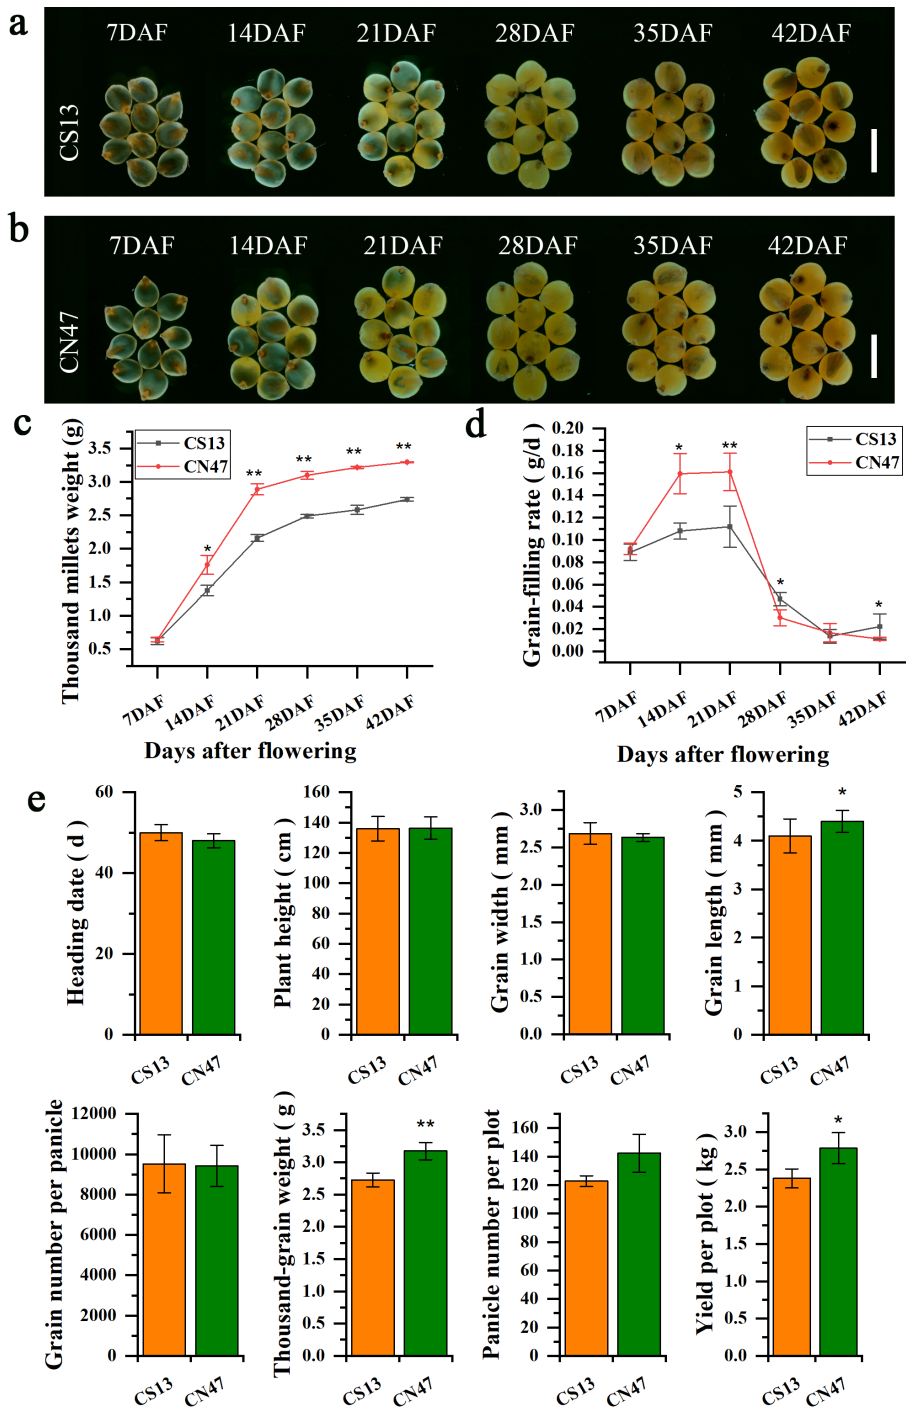 a
7DAF 14DAF 21DAF 28DAF 35DAF 42DAF
CS13
b
7DAF 14DAF 21DAF 28DAF 35DAF 42DAF
CN47
c
CS13
CN47
Thousand millets weight (g)
3.5
3.0
2.5
2.0
1.5
1.0
0.5
* ** ** ** **
7DAF 14DAF 21DAF 28DAF 35DAF 42DAF
Days after flowering
d
CS13
CN47
Grain-filling rate ( g/d )
0.20
0.18
0.16
0.14
0.12
0.10
0.08
0.06
0.04
0.02
0.00
* ** * *
7DAF 14DAF 21DAF 28DAF 35DAF 42DAF
Days after flowering
e
Heading date ( d )
60
40
20
0
CS13 CN47
Plant height ( cm )
160
140
120
100
80
60
40
20
0
CS13 CN47
Grain width ( mm )
3.0
2.5
2.0
1.5
1.0
0.5
0.0
CS13 CN47
Grain length ( mm )
5
4
3
2
1
0
*
CS13 CN47
Grain number per panicle
12000
10000
8000
6000
4000
2000
0
CS13 CN47
Thousand-grain weight ( g )
3.5
3.0
2.5
2.0
1.5
1.0
0.5
0.0
**
CS13 CN47
Panicle number per plot
160
140
120
100
80
60
40
20
0
CS13 CN47
Yield per plot ( kg )
3.0
2.5
2.0
1.5
1.0
0.5
0.0
*
CS13 CN47